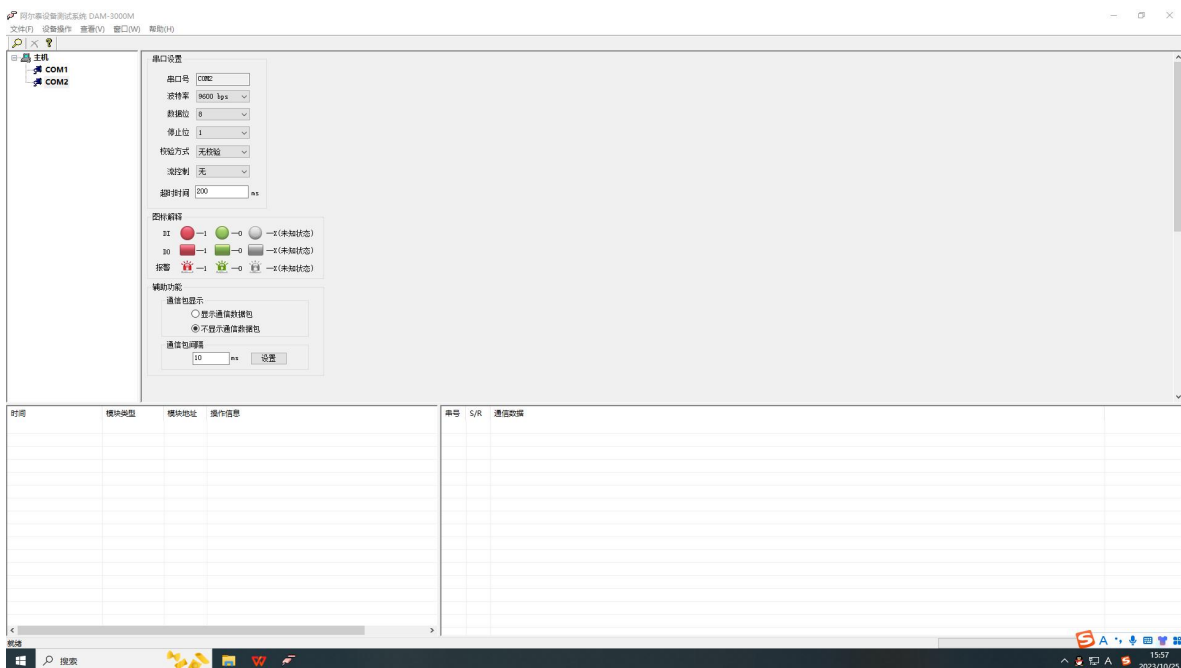 阿尔泰设备测试系统 DAM-3000M
文件(F) 设备操作 查看(V) 窗口(W) 帮助(H)
主机
COM1
COM2
串口设置
串口号 COM2
波特率 9600 bps
数据位 8
停止位 1
校验方式 无校验
流控制 无
超时时间 200 ms
图标解释
DI —1 —0 —X(未知状态)
DO —1 —0 —X(未知状态)
报警 —1 —0 —X(未知状态)
辅助功能
通信包显示
显示通信数据包
不显示通信数据包
通信包间隔
10 ms 设置
时间 模块类型 模块地址 操作信息
串号 S/R 通信数据
就绪
搜索
A
15:57
2023/10/25